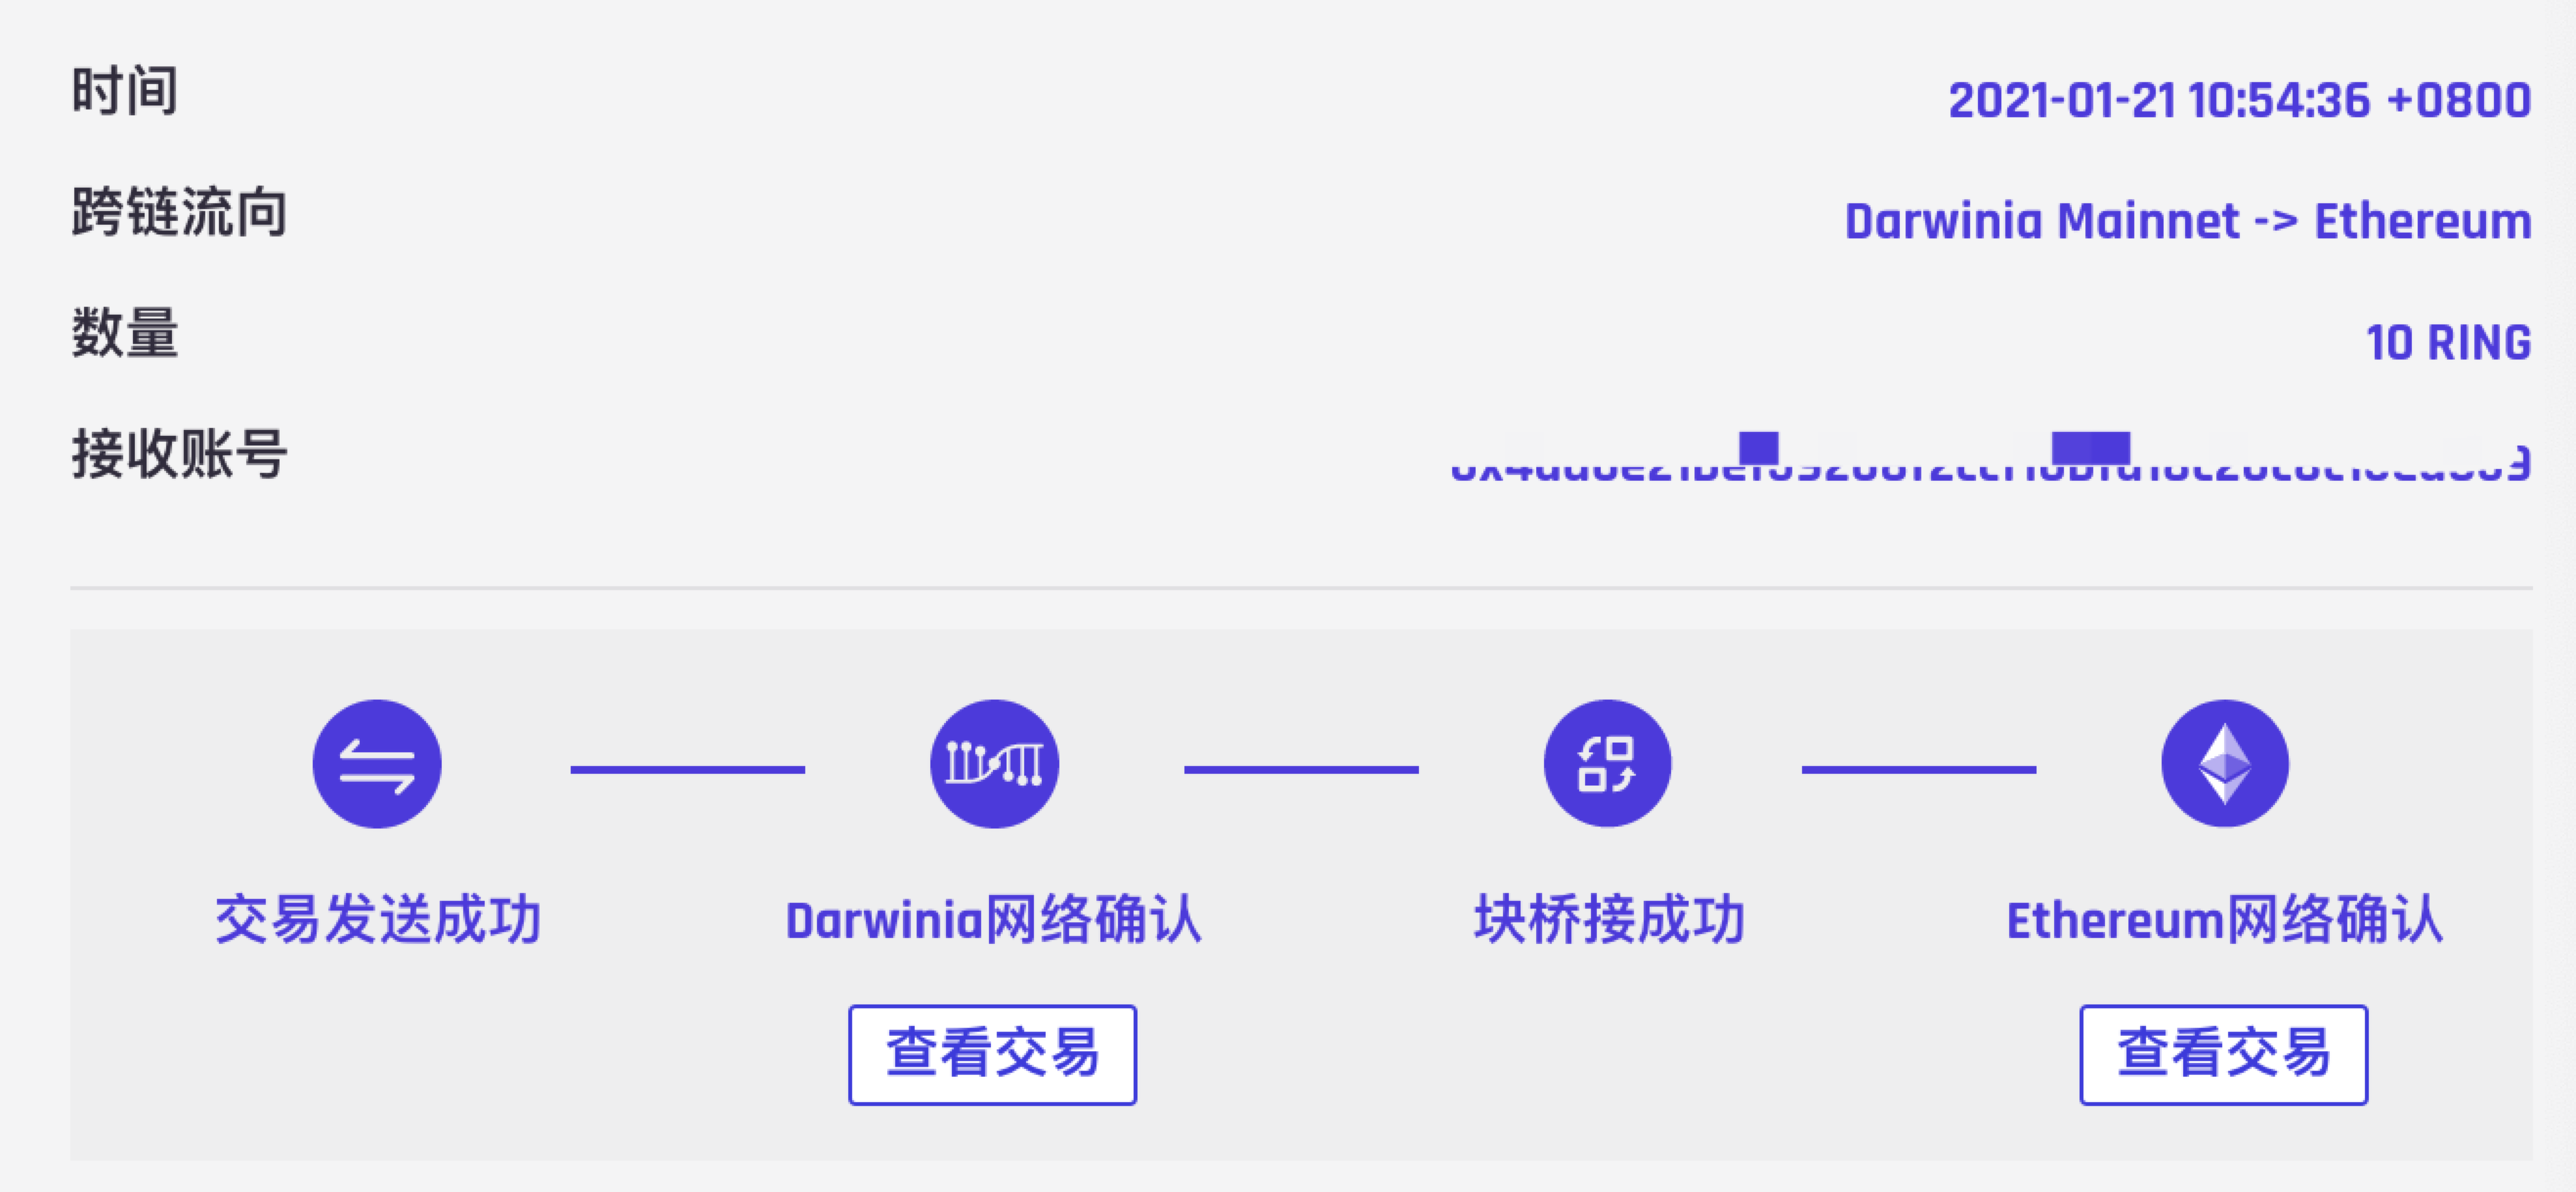 时间
2021-01-21 10:54:36 +0800
跨链流向
Darwinia Mainnet -> Ethereum
数量
10 RING
接收账号
交易发送成功
Darwinia网络确认
块桥接成功
Ethereum网络确认
查看交易
查看交易